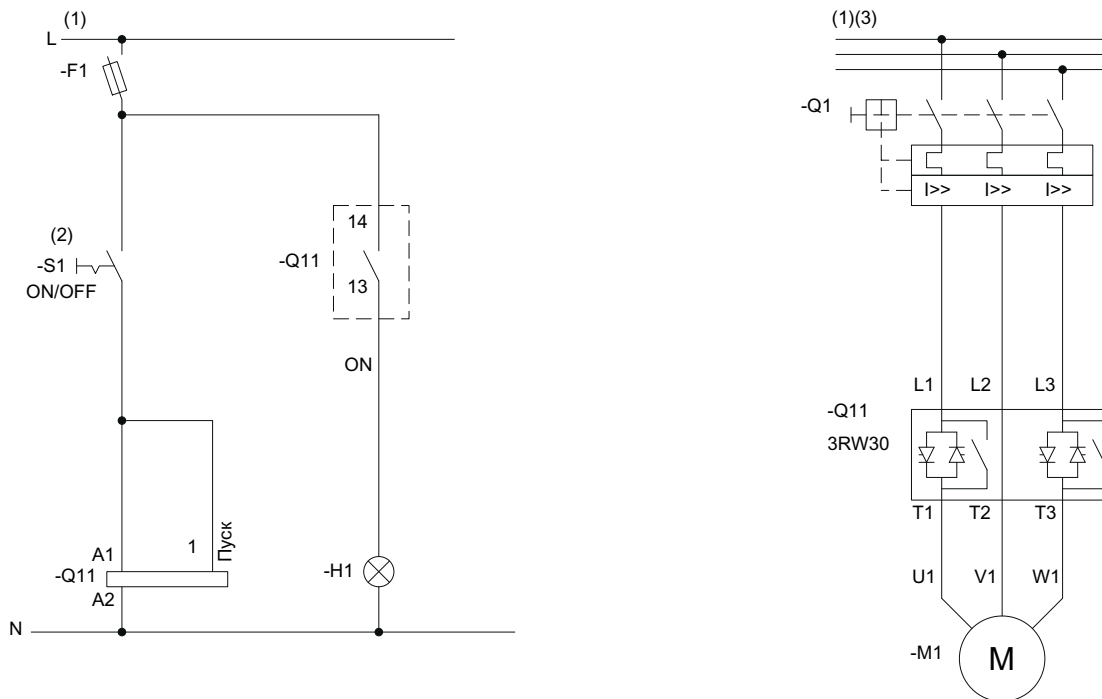 (1)
L
-F1
(2)
-S1
ON/OFF
14
-Q11
13
ON
A1
1
Пуск
-Q11
A2
-H1
N
(1)(3)
-Q1
I>> I>> I>>
L1 L2 L3
-Q11
3RW30
T1 T2 T3
U1 V1 W1
-M1
M